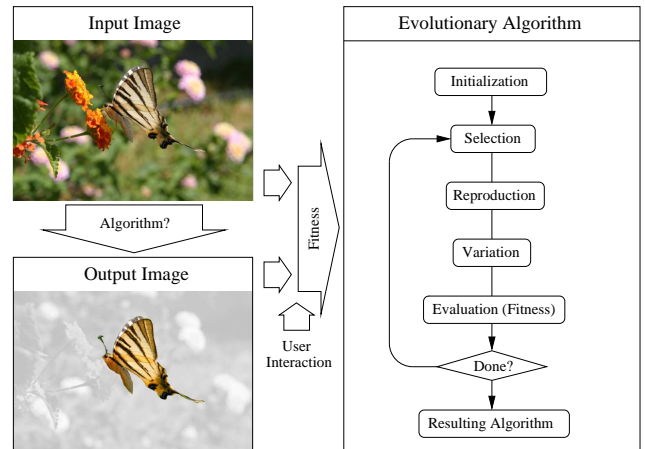 Input Image
Algorithm?
Output Image
Fitness
User
Interaction
Evolutionary Algorithm
Initialization
Selection
Reproduction
Variation
Evaluation (Fitness)
Done?
Resulting Algorithm